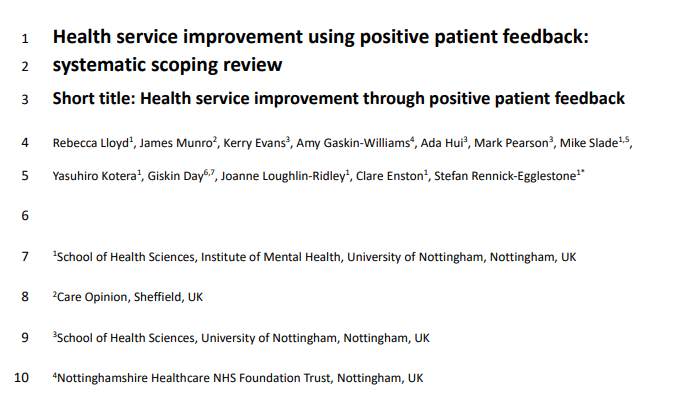 1 Health service improvement using positive patient feedback:
2 systematic scoping review
3 Short title: Health service improvement through positive patient feedback
4 Rebecca Lloyd¹, James Munro², Kerry Evans³, Amy Gaskin-Williams⁴, Ada Hui³, Mark Pearson³, Mike Slade¹,⁵,
5 Yasuhiro Kotera¹, Giskin Day⁶,⁷, Joanne Loughlin-Ridley¹, Clare Enston¹, Stefan Rennick-Egglestone¹*
6
7 ¹School of Health Sciences, Institute of Mental Health, University of Nottingham, Nottingham, UK
8 ²Care Opinion, Sheffield, UK
9 ³School of Health Sciences, University of Nottingham, Nottingham, UK
10 ⁴Nottinghamshire Healthcare NHS Foundation Trust, Nottingham, UK